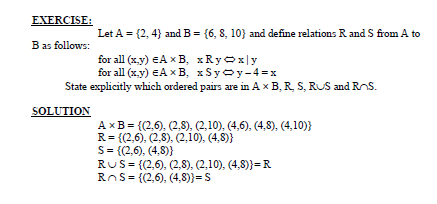 EXERCISE:
Let A = {2, 4} and B = {6, 8, 10} and define relations R and S from A to
B as follows:
for all (x,y) ∈A × B, x R y⇔x | y
for all (x,y) ∈A × B, x S y⇔y – 4 = x
State explicitly which ordered pairs are in A × B, R, S, R∪S and R∩S.
SOLUTION
A × B = {(2,6), (2,8), (2,10), (4,6), (4,8), (4,10)}
R = {(2,6), (2,8), (2,10), (4,8)}
S = {(2,6), (4,8)}
R ∪ S = {(2,6), (2,8), (2,10), (4,8)}= R
R ∩ S = {(2,6), (4,8)}= S